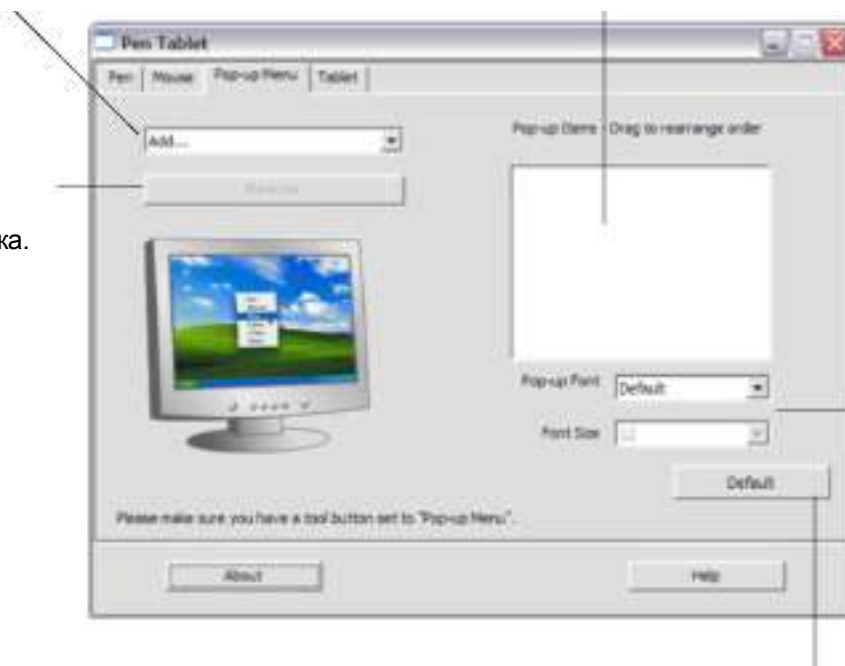 Pen Tablet
Pen Mouse Pop-up Menu Tablet
Add...
Pop-up Items - Drag to rearrange order
ка.
Pop-up Font Default
Font Size
Default
Please make sure you have a tool button set to "Pop-up Menu".
About Help